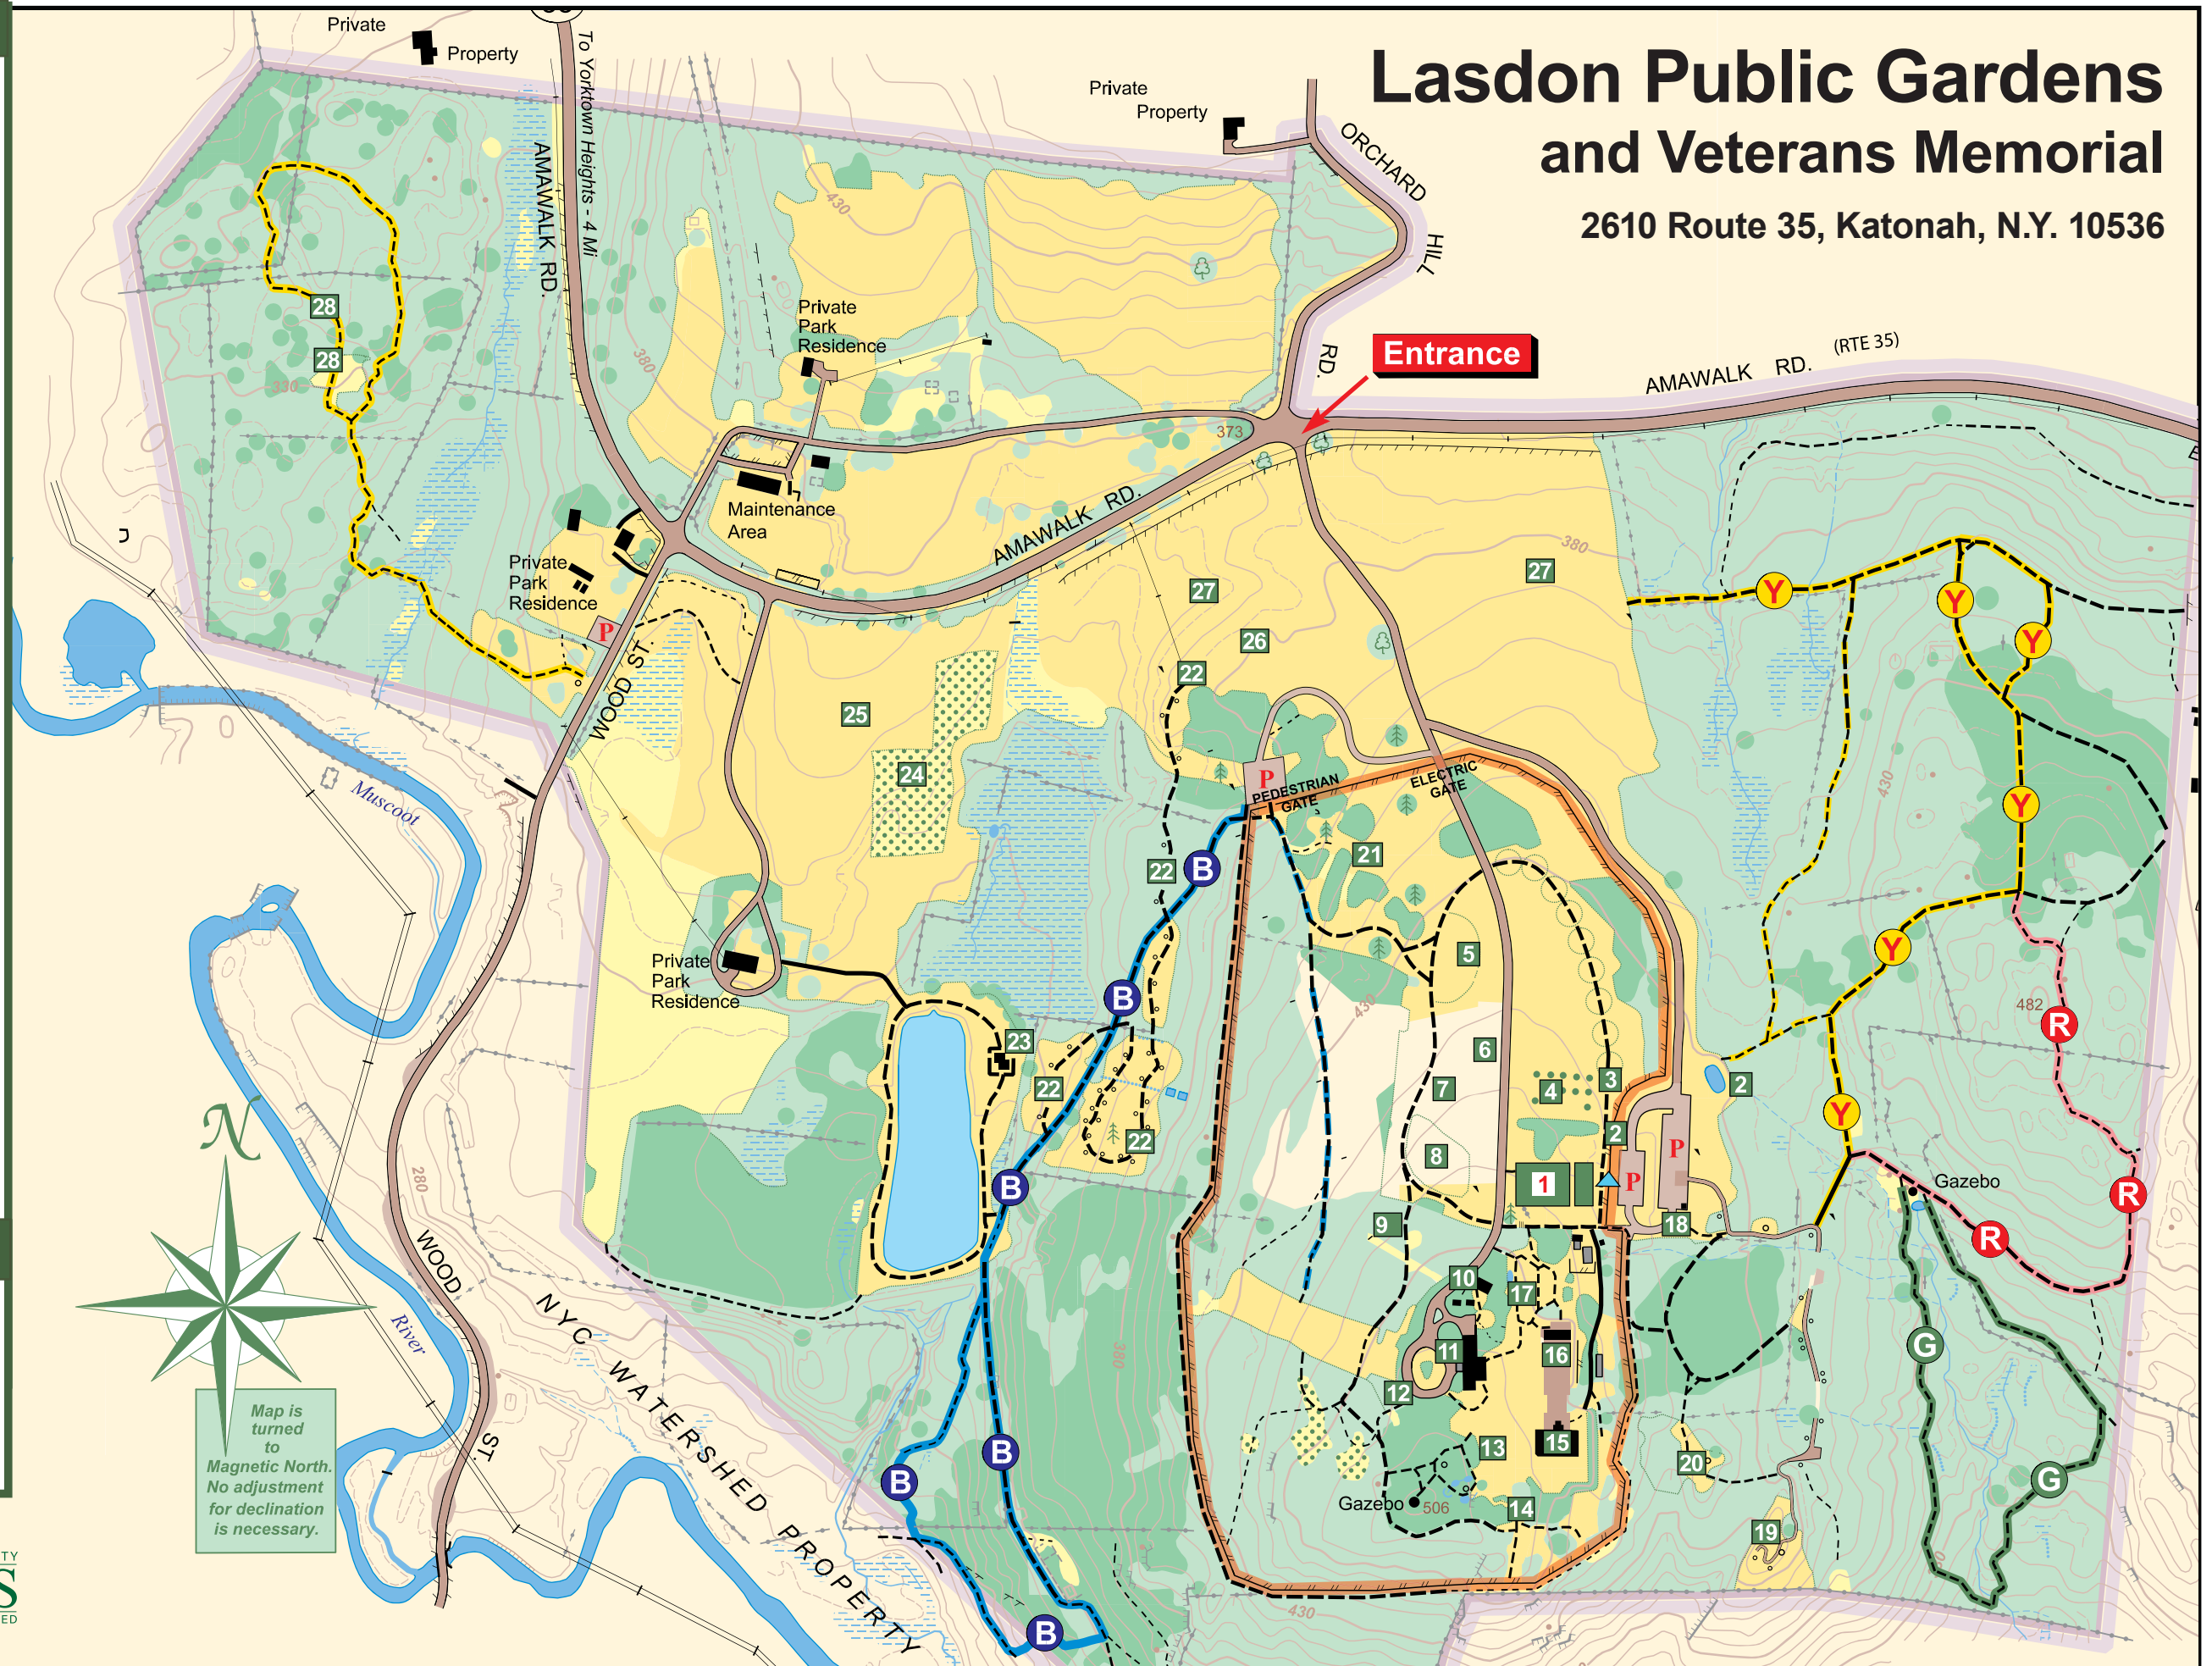 Lasdon Public Gardens
and Veterans Memorial
2610 Route 35, Katonah, N.Y. 10536
Private
Property
To Yorktown Heights - 4 Mi
AMAWALK RD.
Private
Property
ORCHARD
HILL
RD.
Entrance
AMAWALK RD. (RTE 35)
430
380
Private
Park
Residence
28
28
330
373
Maintenance
Area
AMAWALK RD.
380
Private
Park
Residence
P
WOOD ST.
27
27
26
22
25
24
Y
Y
Y
Y
Y
Y
430
P
PEDESTRIAN
GATE
ELECTRIC
GATE
Muscoot
22
B
21
5
430
Private
Park
Residence
B
23
22
22
6
7
4
3
2
2
482
R
R
R
8
1
P
P
B
9
18
Gazebo
N
280
WOOD
ST.
River
NYC WATERSHED PROPERTY
380
10
17
11
16
12
13
15
14
Gazebo
506
20
19
G
G
B
B
B
430
Map is
turned
to
Magnetic North.
No adjustment
for declination
is necessary.